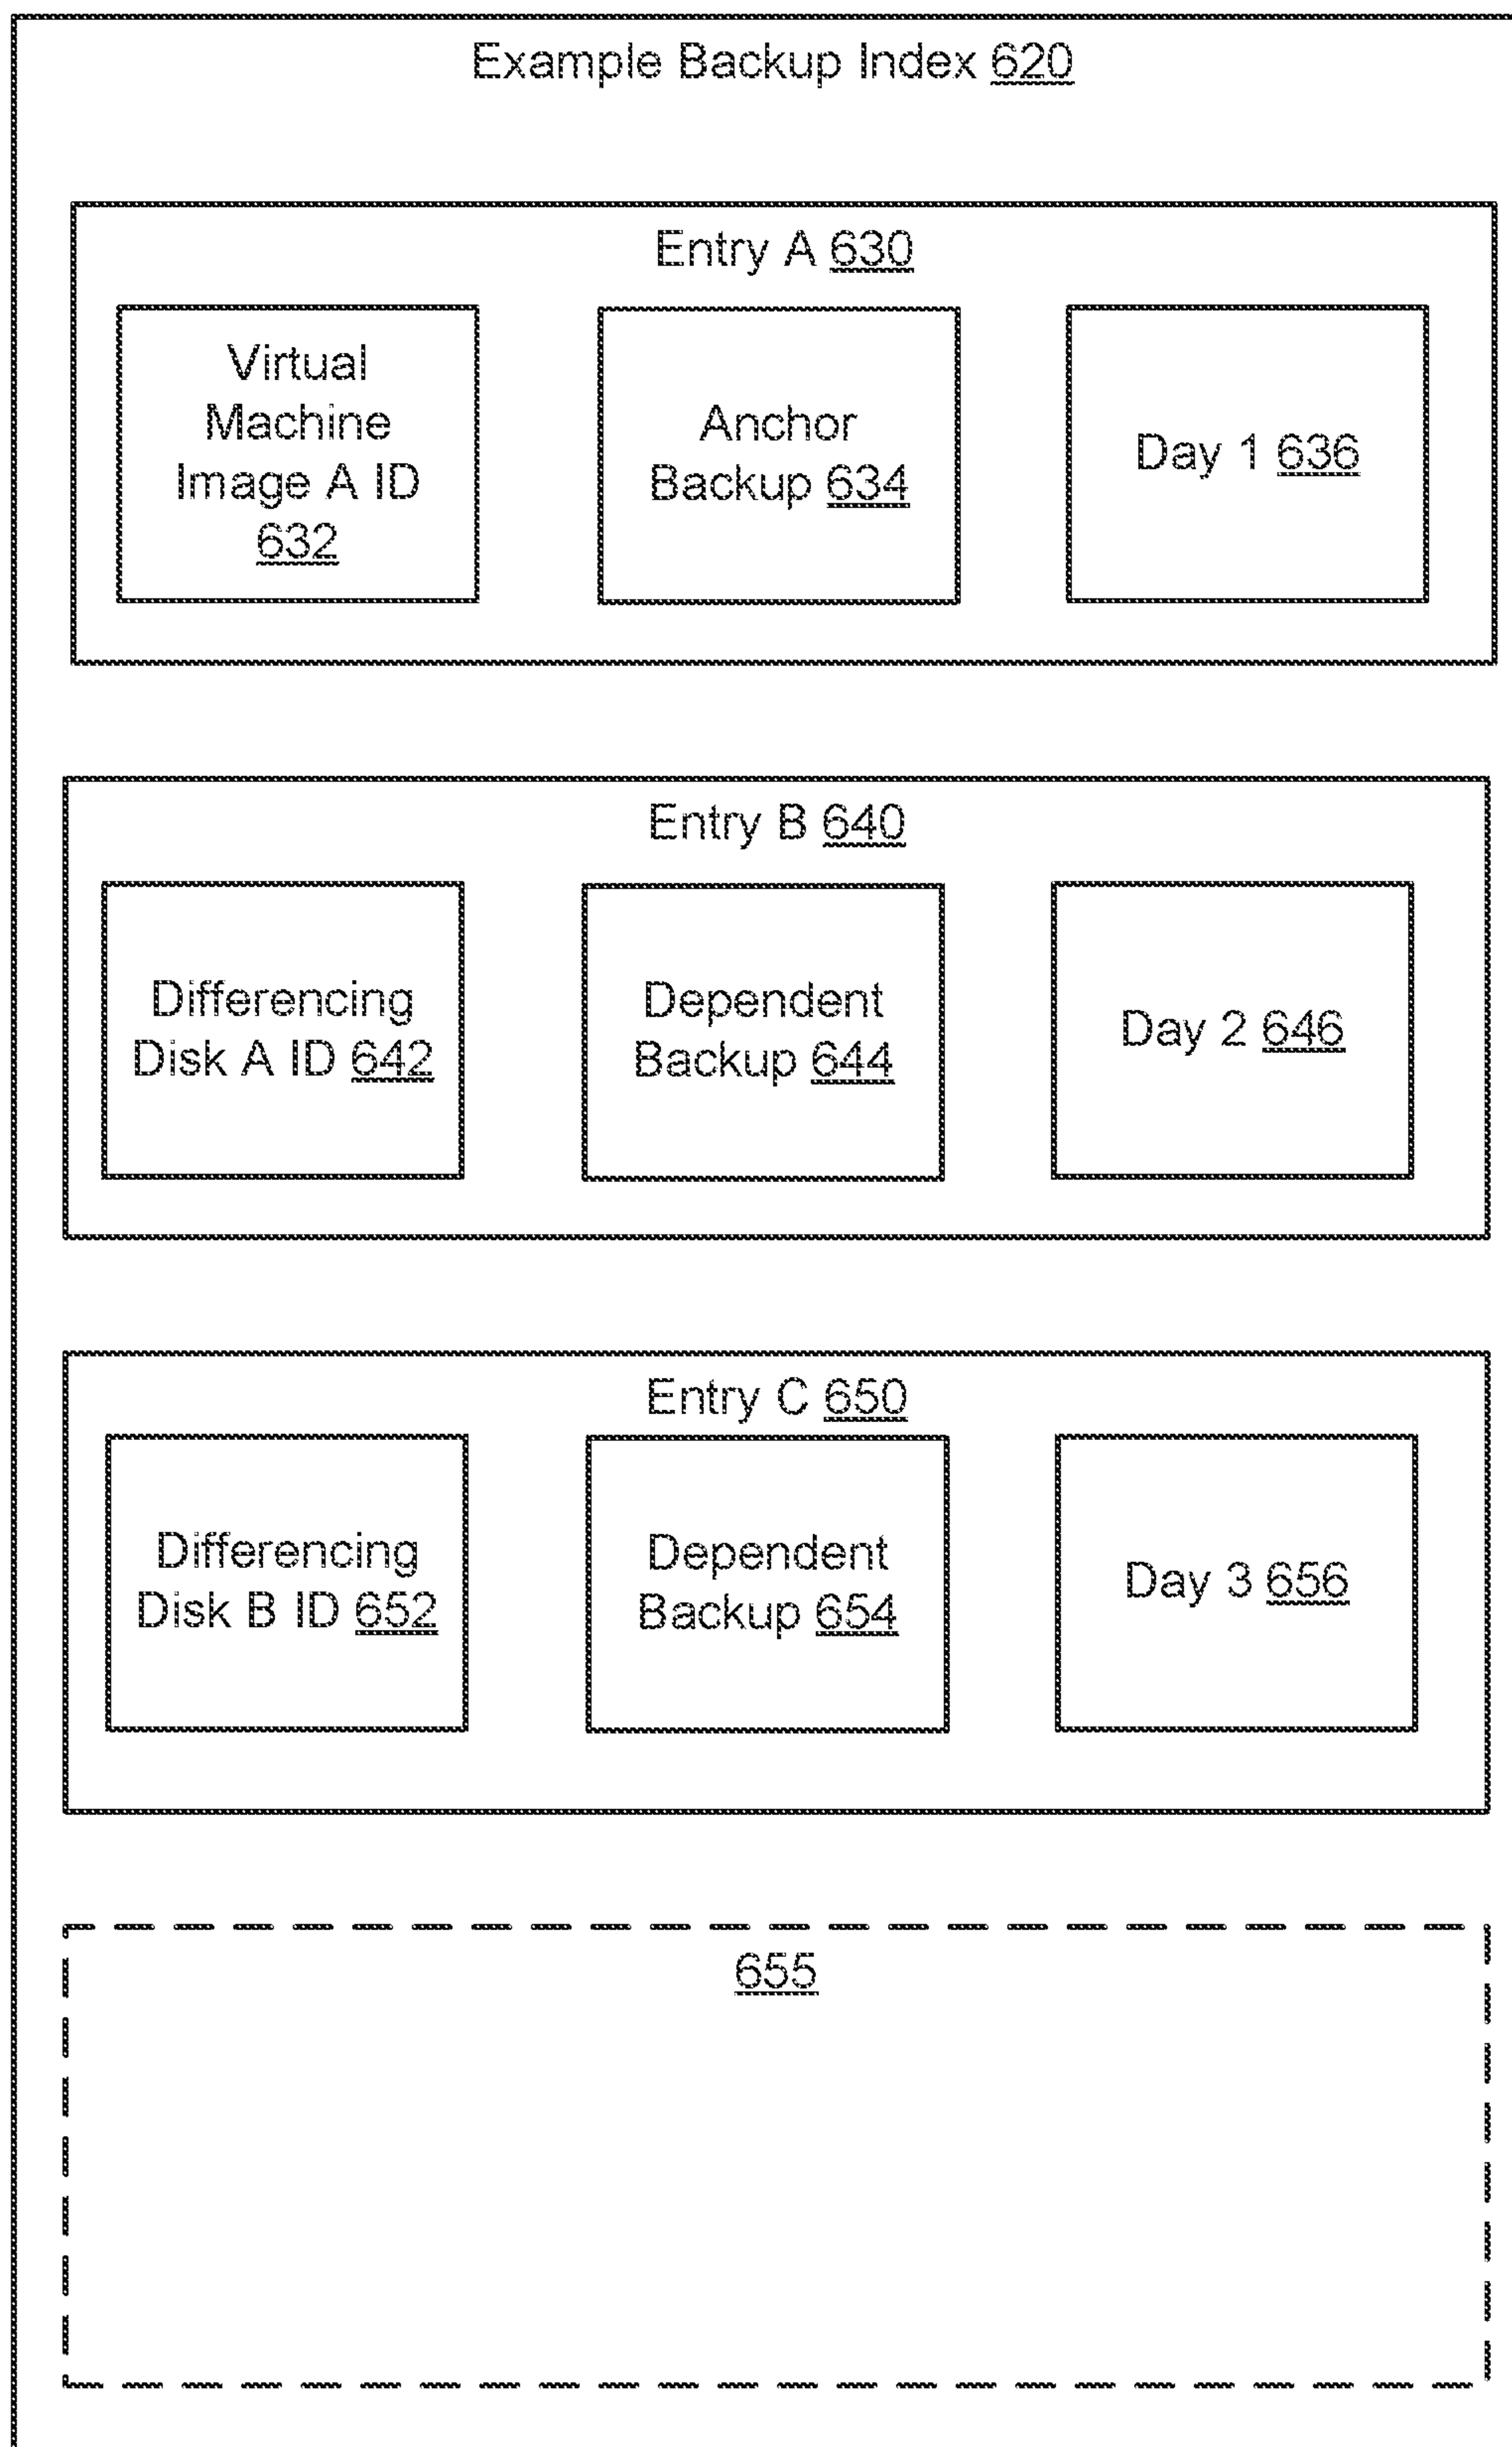 Example Backup Index 620
Entry A 630
Virtual
Machine
Image A ID
632
Anchor
Backup 634
Day 1 636
Entry B 640
Differencing
Disk A ID 642
Dependent
Backup 644
Day 2 646
Entry C 650
Differencing
Disk B ID 652
Dependent
Backup 654
Day 3 656
655